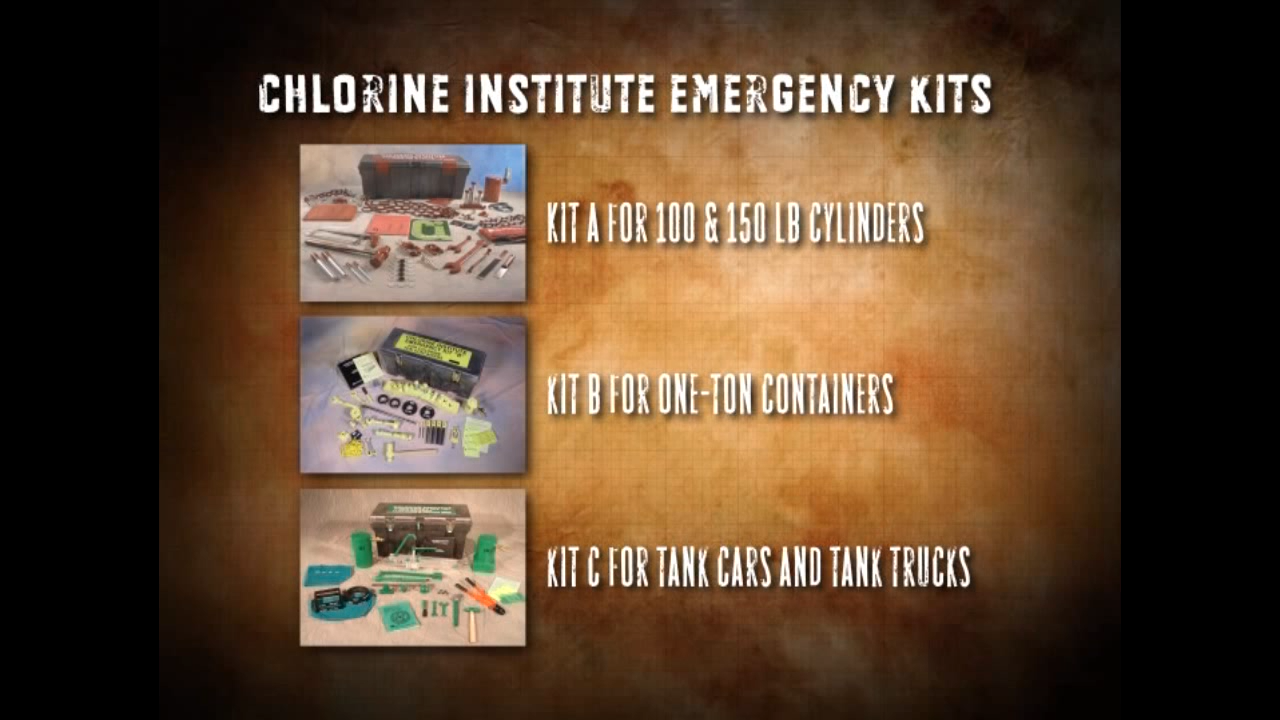 CHLORINE INSTITUTE EMERGENCY KITS
KIT A FOR 100 & 150 LB CYLINDERS
KIT B FOR ONE-TON CONTAINERS
KIT C FOR TANK CARS AND TANK TRUCKS